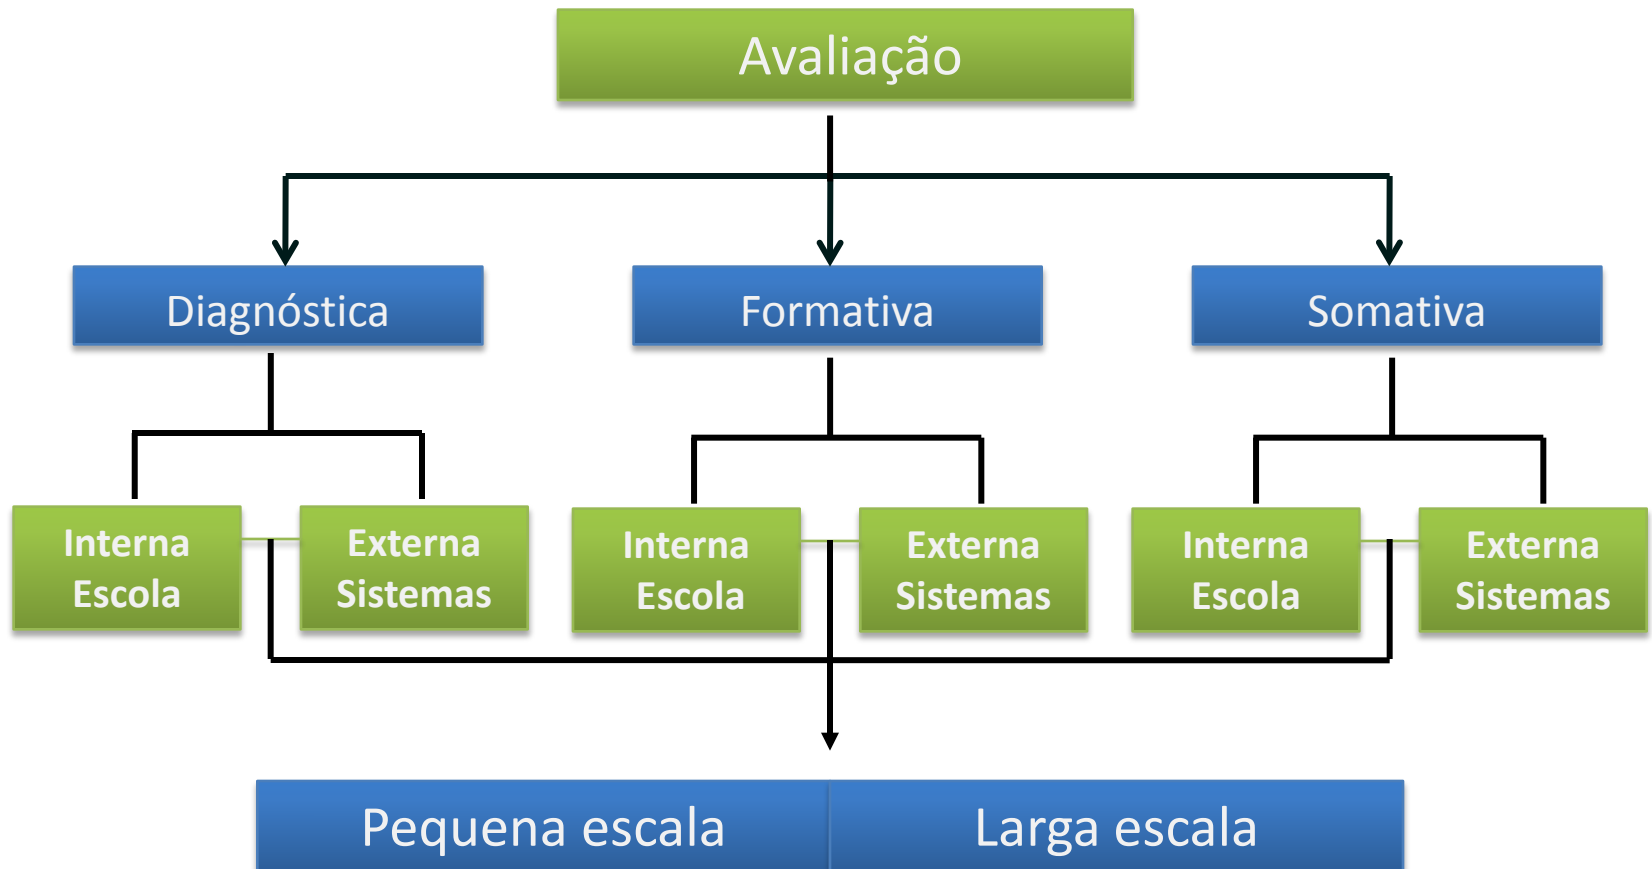 Avaliação
Diagnóstica
Formativa
Somativa
Interna
Escola
Externa
Sistemas
Interna
Escola
Externa
Sistemas
Interna
Escola
Externa
Sistemas
Pequena escala
Larga escala